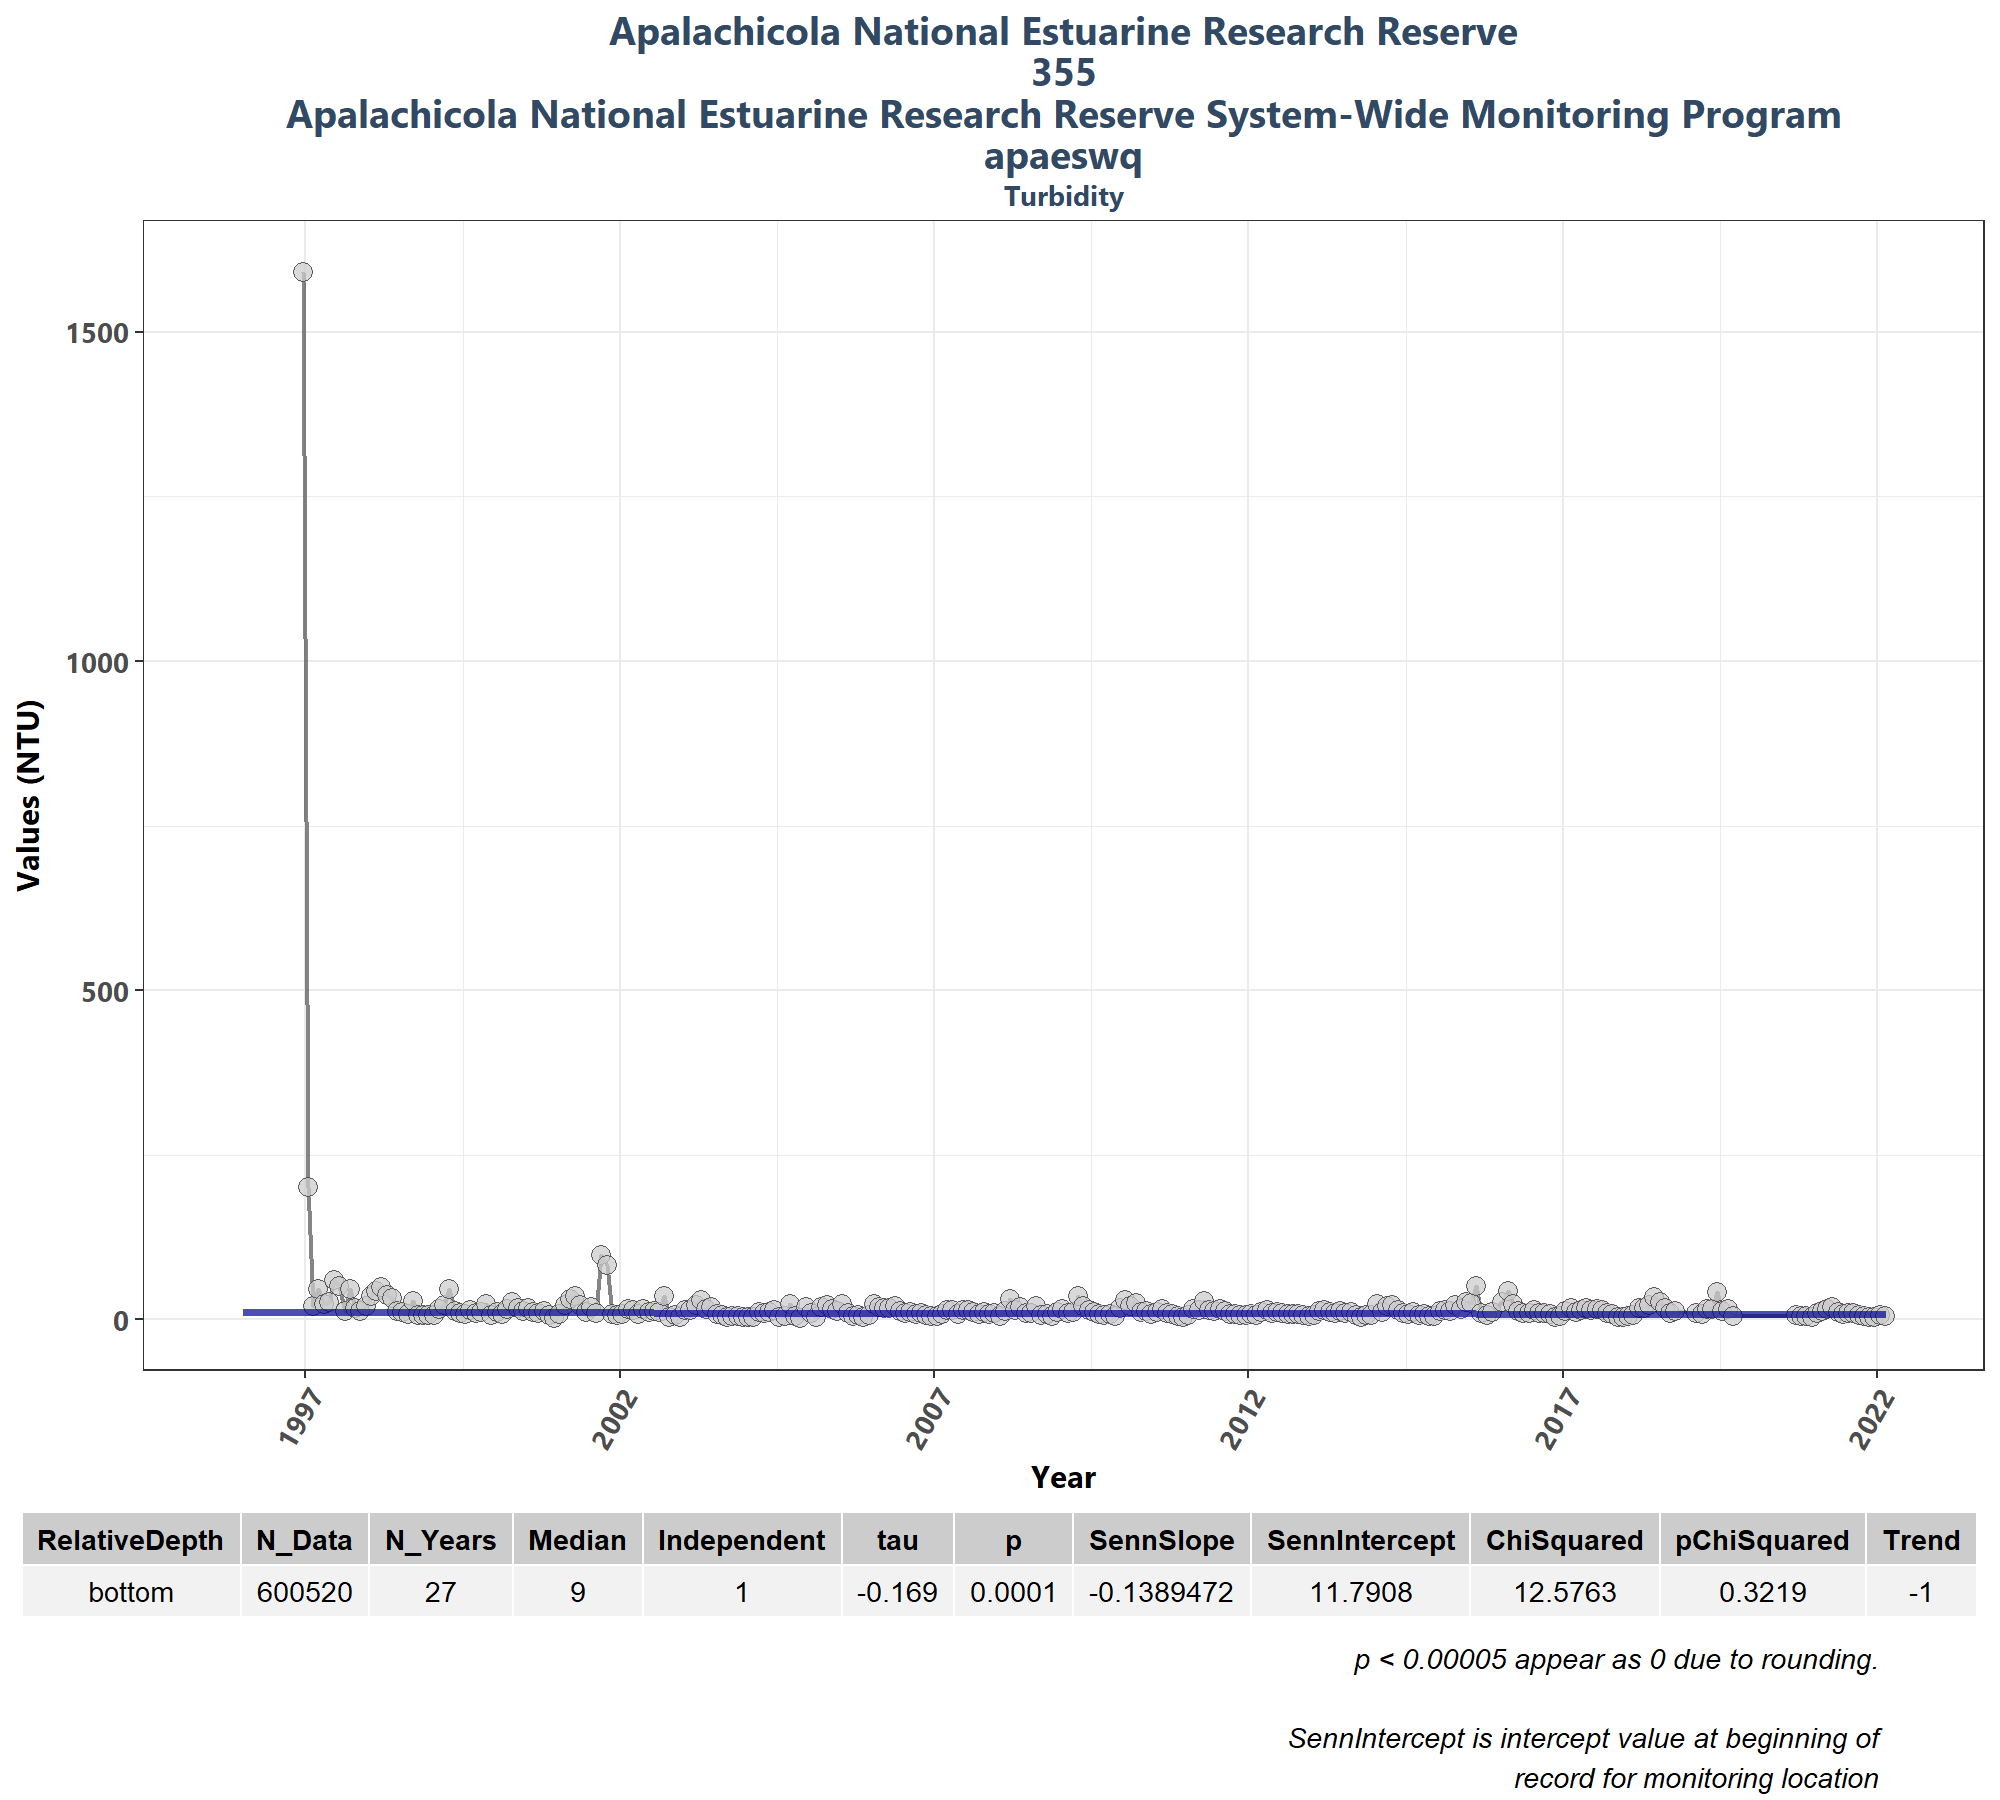 Apalachicola National Estuarine Research Reserve
355
Apalachicola National Estuarine Research Reserve System-Wide Monitoring Program
apaeswq
Turbidity
Values (NTU)
1500
1000
500
0
1997
2002
2007
2012
2017
2022
Year
RelativeDepth N_Data N_Years Median Independent tau p SennSlope SennIntercept ChiSquared pChiSquared Trend
bottom 600520 27 9 1 -0.169 0.0001 -0.1389472 11.7908 12.5763 0.3219 -1
p < 0.00005 appear as 0 due to rounding.
SennIntercept is intercept value at beginning of
record for monitoring location